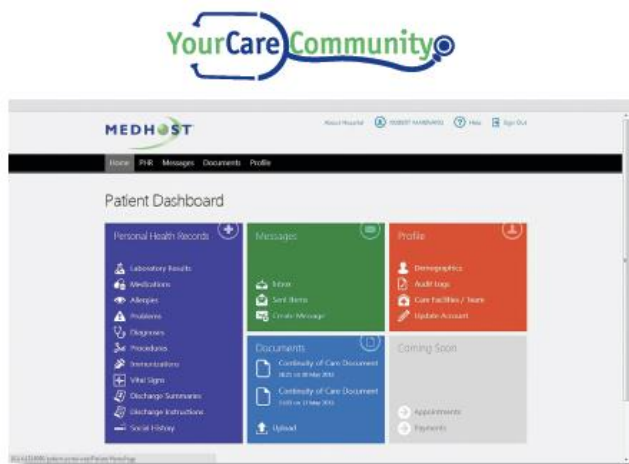 YourCareCommunity
MEDHOST
About Hospital
Help
Sign Out
Home PHR Messages Documents Profile
Patient Dashboard
Personal Health Records
Laboratory Results
Medications
Allergies
Problems
Diagnoses
Procedures
Immunizations
Vital Signs
Discharge Summaries
Discharge Instructions
Social History
Messages
Inbox
Sent Items
Create Message
Profile
Demographics
Audit Logs
Care Facilities / Team
Update Account
Documents
Continuity of Care Document
Continuity of Care Document
Upload
Coming Soon
Appointments
Payments